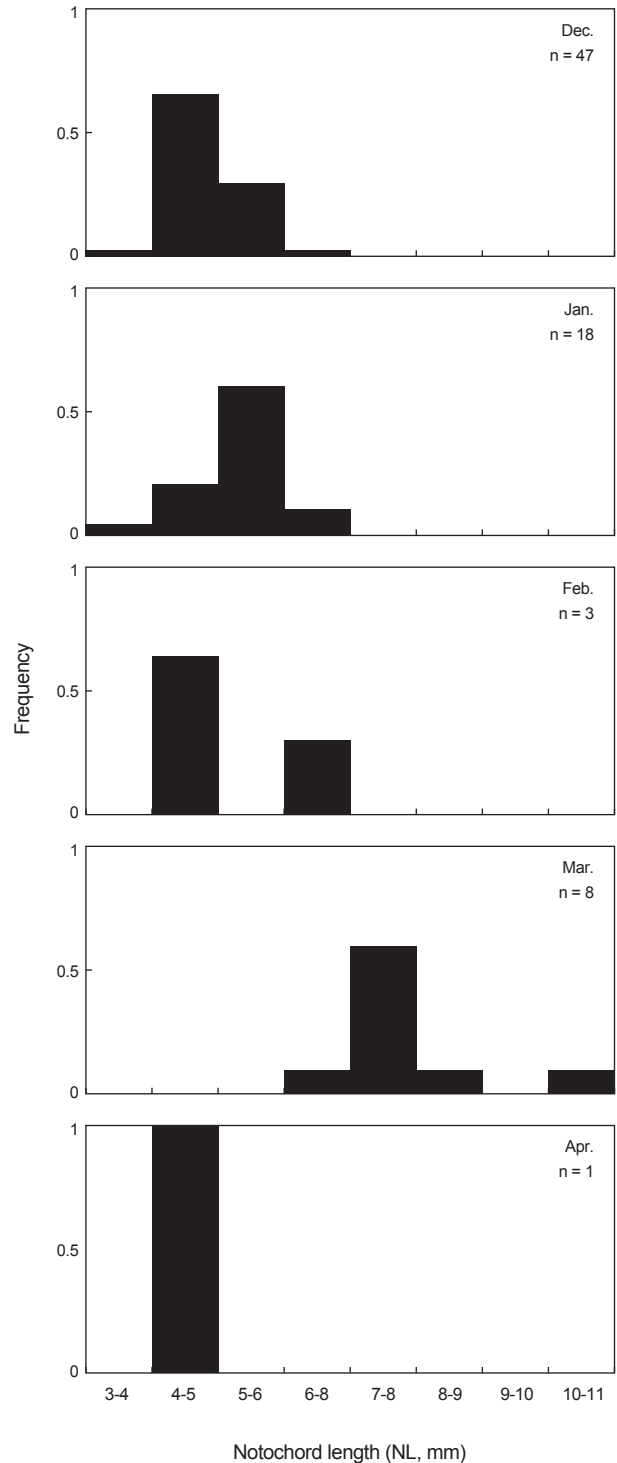 1
Dec.
n = 47
0.5
0
1
Jan.
n = 18
0.5
0
1
Feb.
n = 3
0.5
0
1
Mar.
n = 8
0.5
0
1
Apr.
n = 1
0.5
0
Frequency
3-4 4-5 5-6 6-8 7-8 8-9 9-10 10-11
Notochord length (NL, mm)